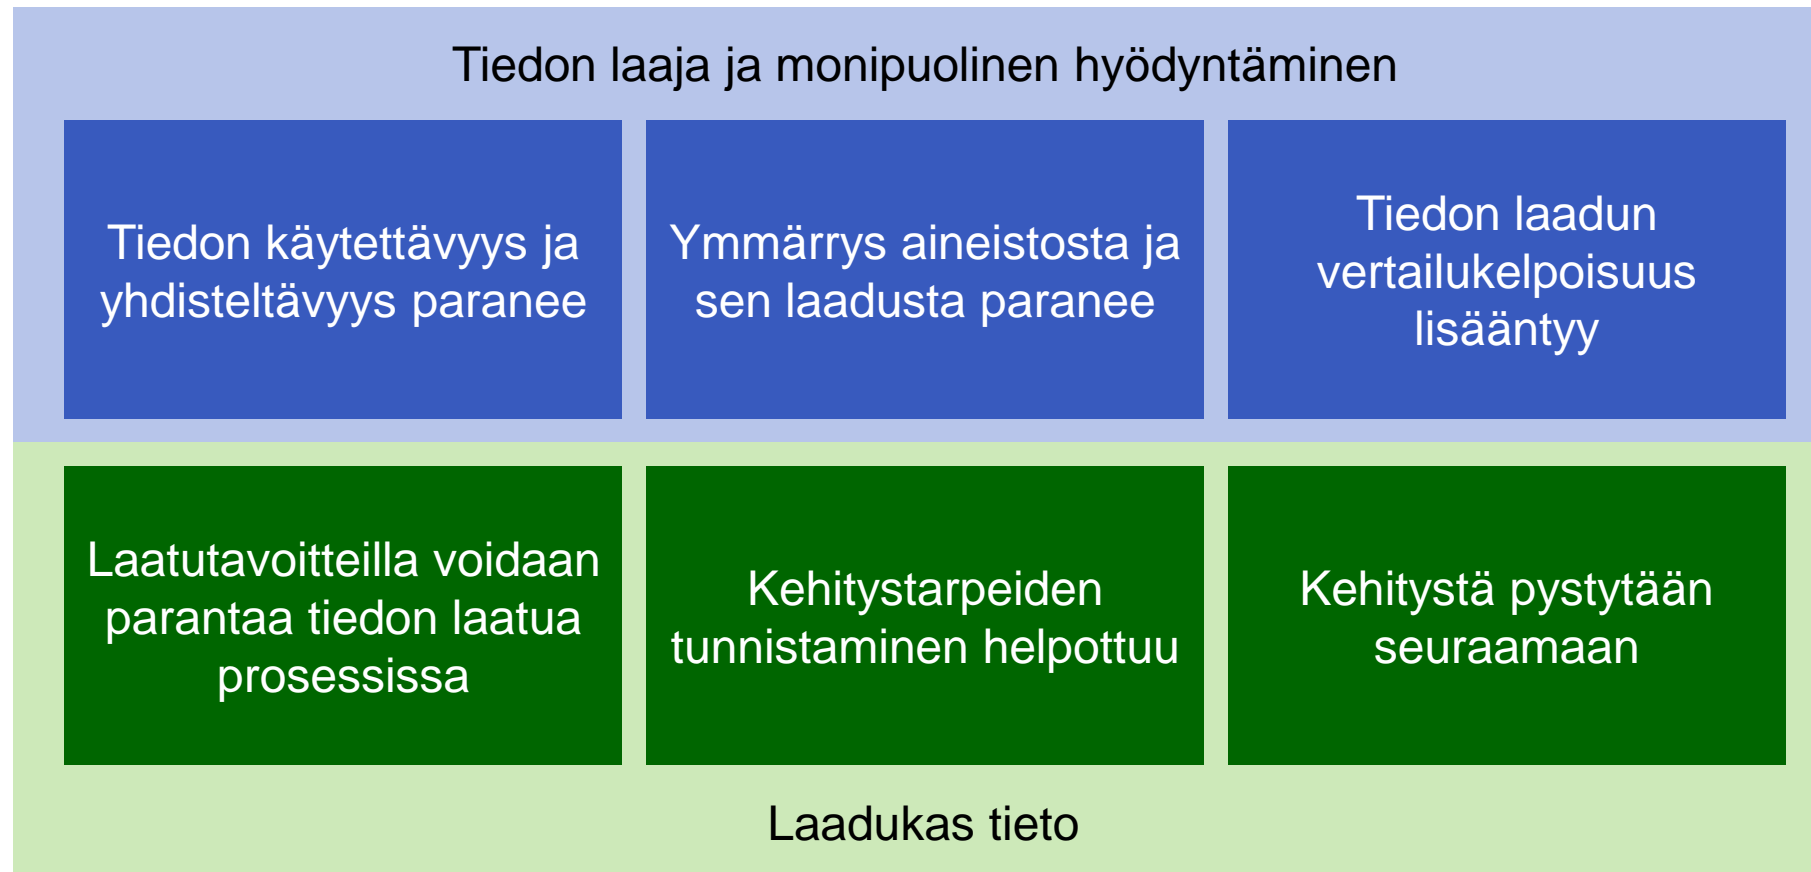 Tiedon laaja ja monipuolinen hyödyntäminen
Tiedon käytettävyys ja
yhdisteltävyys paranee
Ymmärrys aineistosta ja
sen laadusta paranee
Tiedon laadun
vertailukelpoisuus
lisääntyy
Laatutavoitteilla voidaan
parantaa tiedon laatua
prosessissa
Kehitystarpeiden
tunnistaminen helpottuu
Kehitystä pystytään
seuraamaan
Laadukas tieto